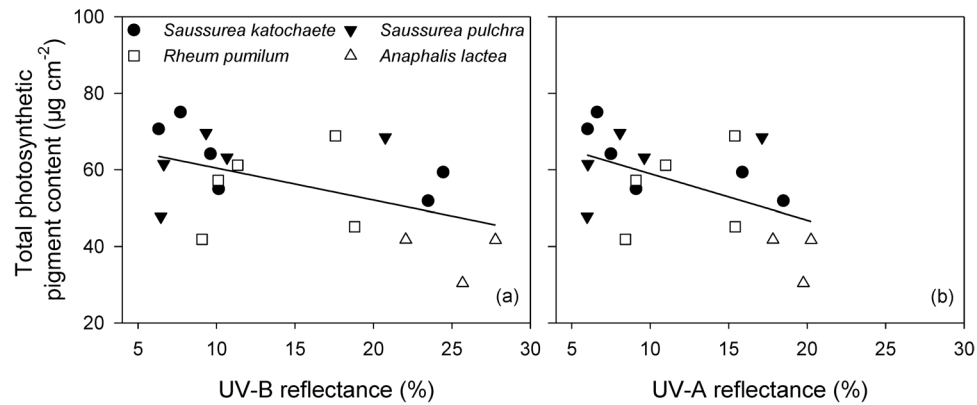 Total photosynthetic
pigment content (µg cm-2)
100
80
60
40
20
Saussurea katochaete
Saussurea pulchra
Rheum pumilum
Anaphalis lactea
(a)
(b)
5 10 15 20 25 30
5 10 15 20 25 30
UV-B reflectance (%)
UV-A reflectance (%)